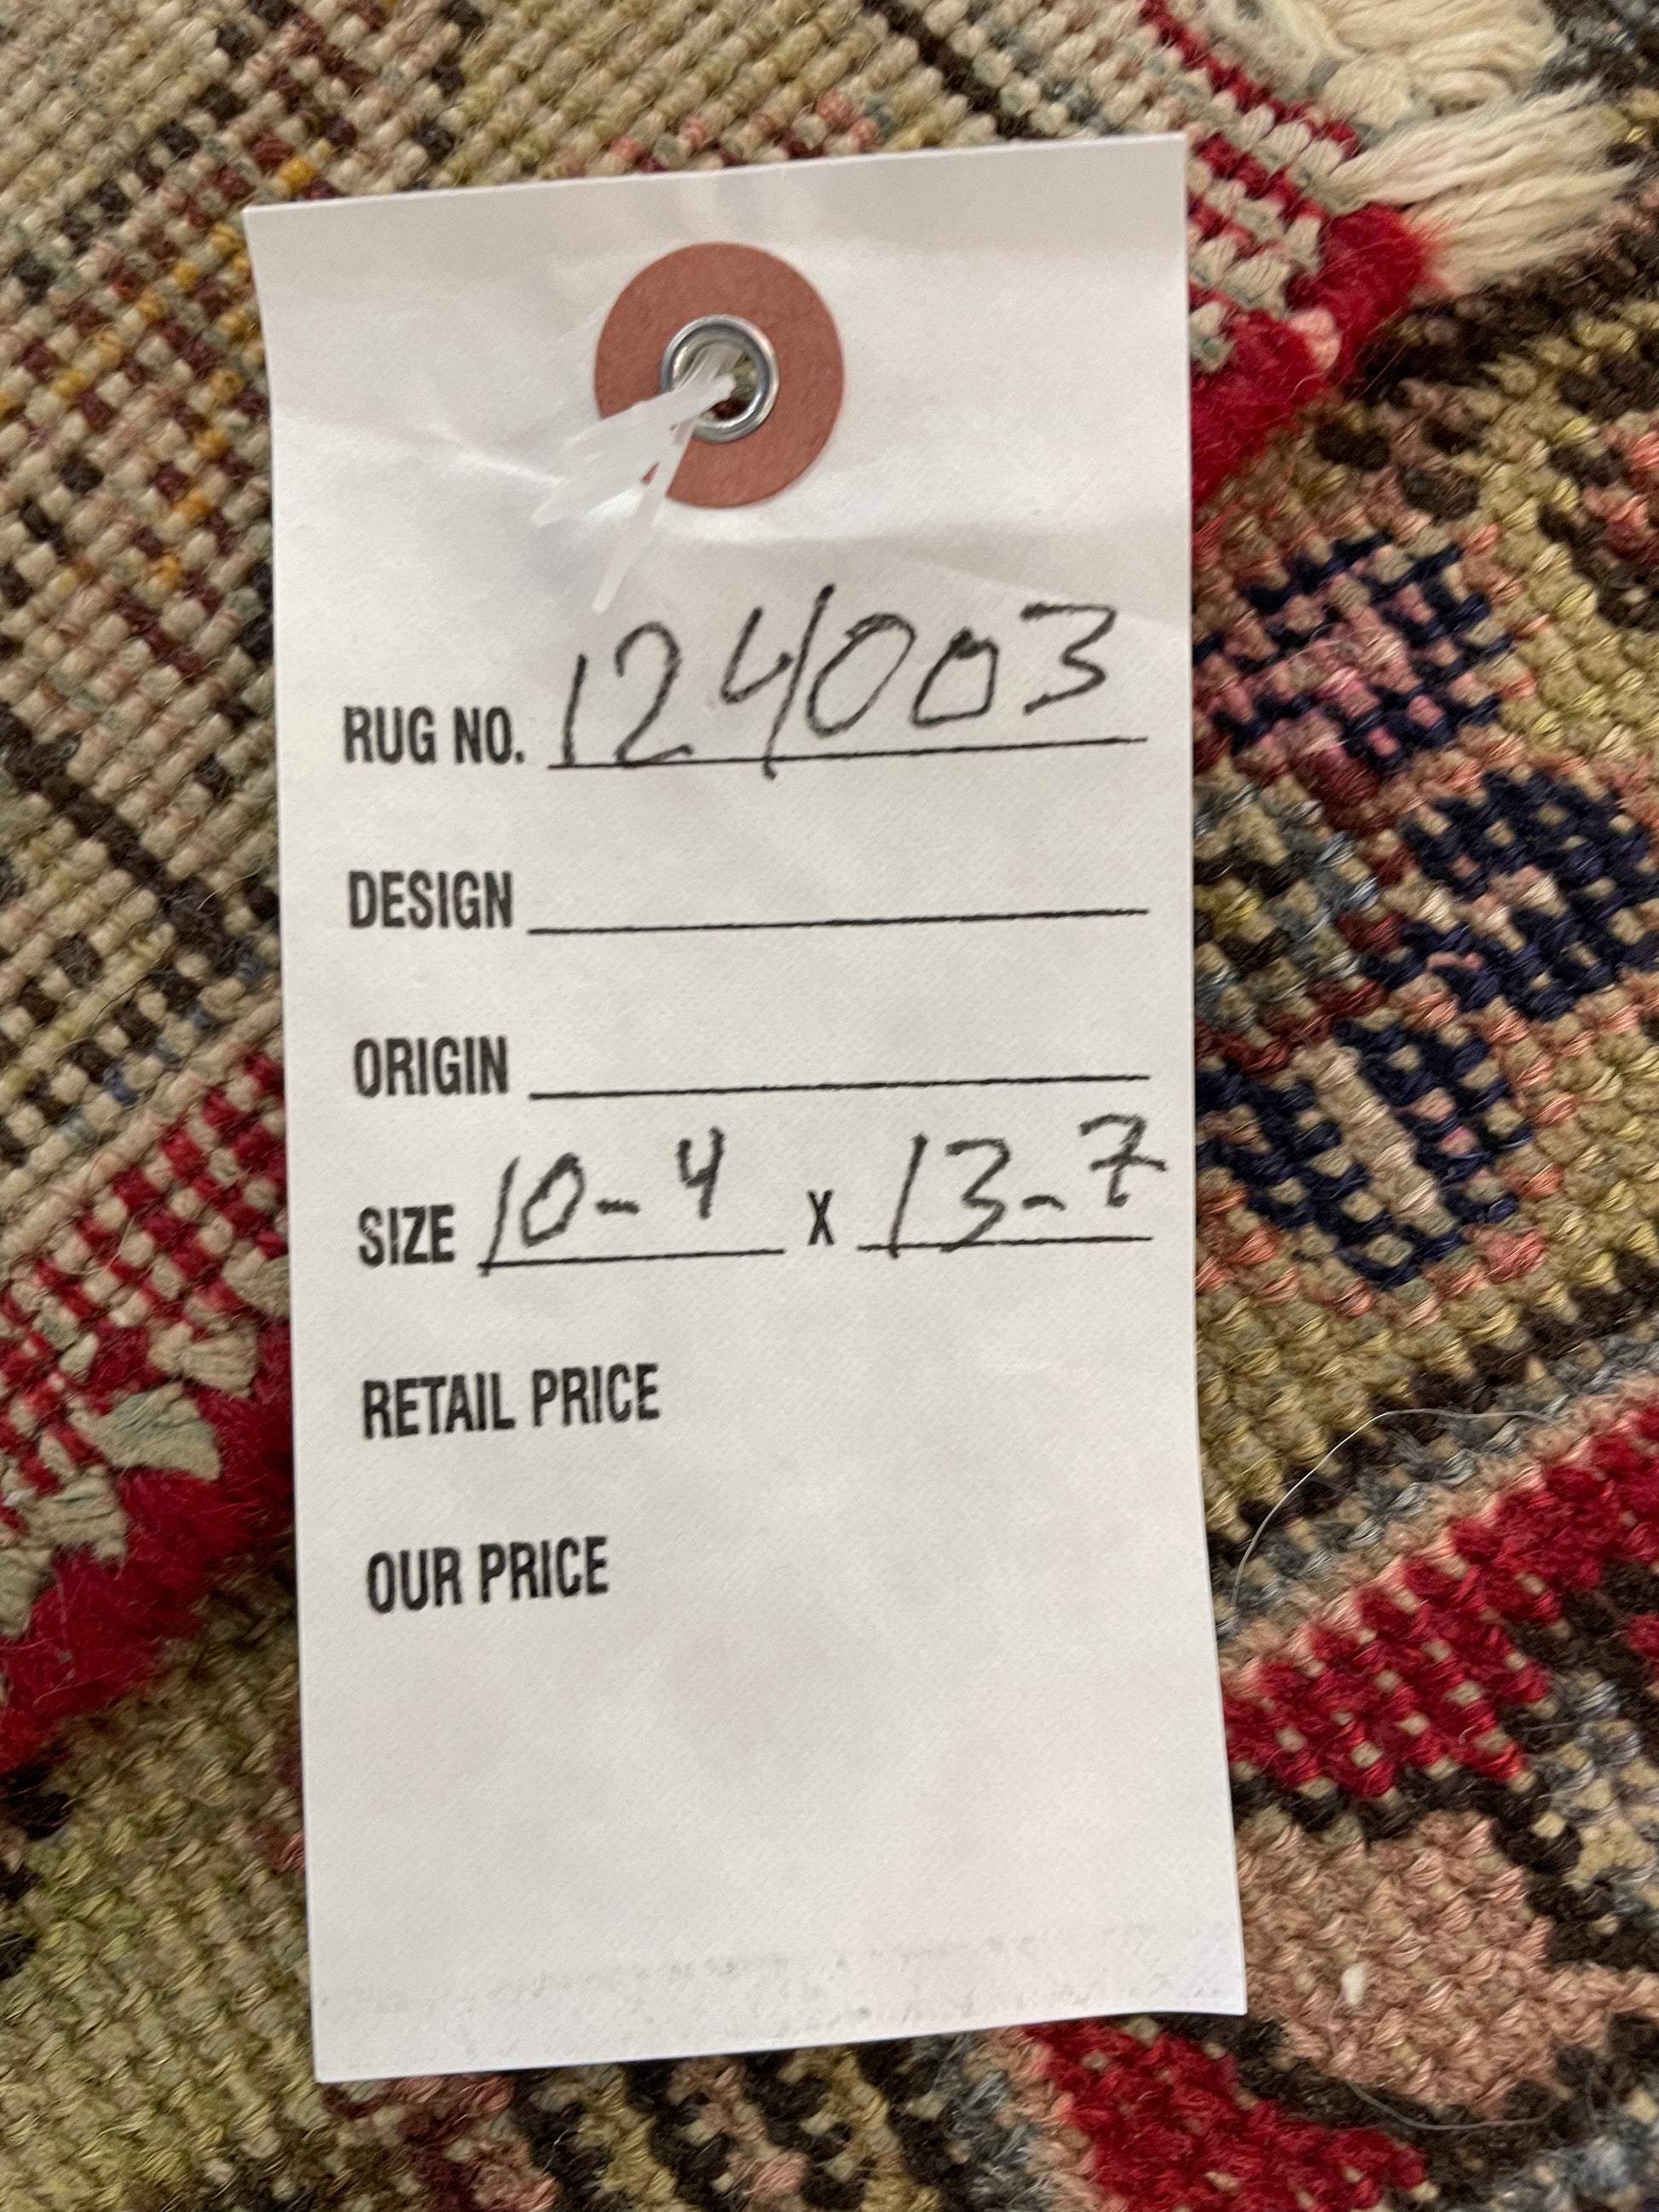 RUG NO. 124003
DESIGN
ORIGIN
SIZE 10-4 X 13-7
RETAIL PRICE
OUR PRICE